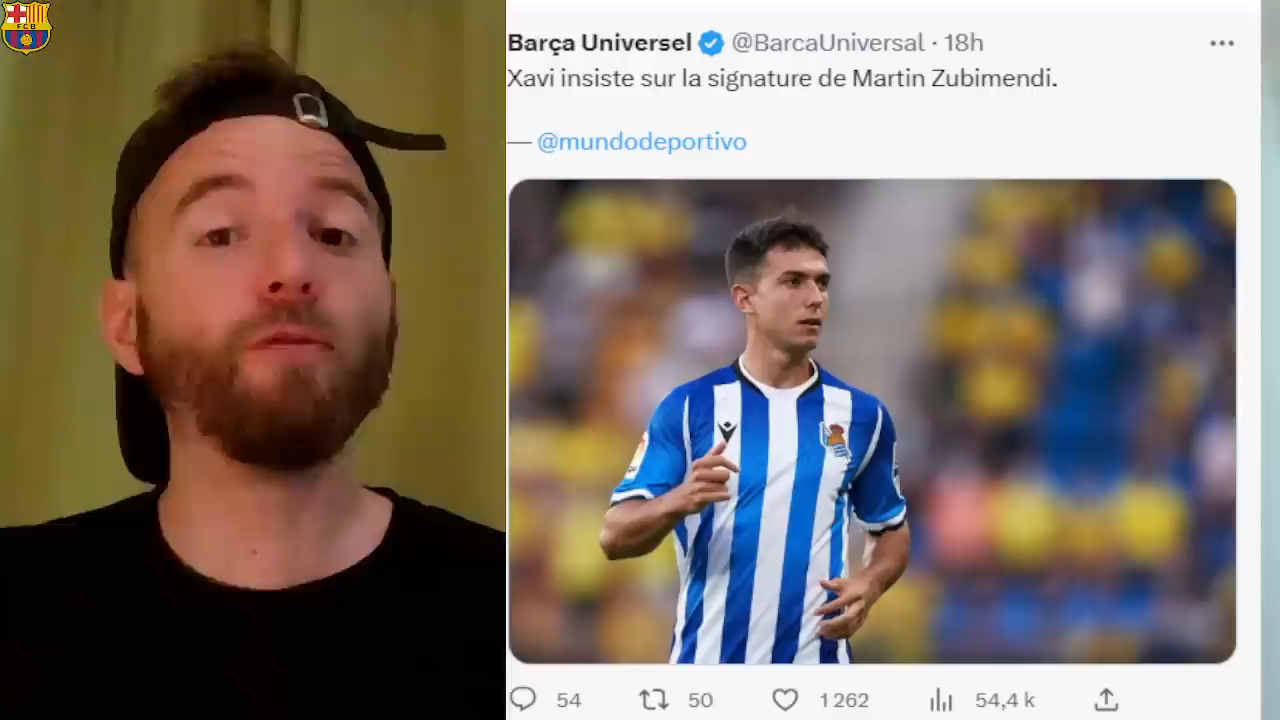 FCB
Barça Universel @BarcaUniversal · 18h
Xavi insiste sur la signature de Martin Zubimendi.
— @mundodeportivo
54 50 1 262 54,4 k